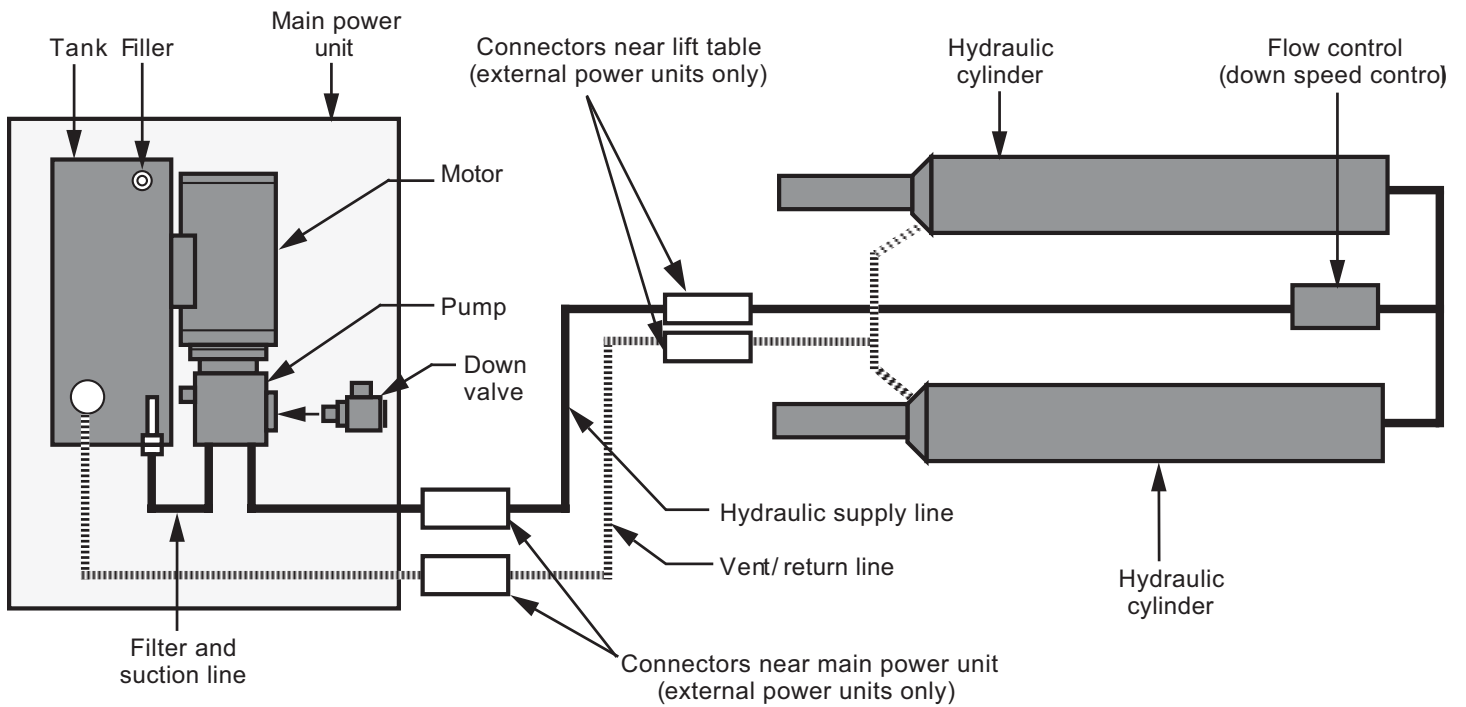 Main power
unit
Tank
Filler
Connectors near lift table
(external power units only)
Hydraulic
cylinder
Flow control
(down speed control)
Motor
Pump
Down
valve
Hydraulic supply line
Vent/ return line
Hydraulic
cylinder
Filter and
suction line
Connectors near main power unit
(external power units only)